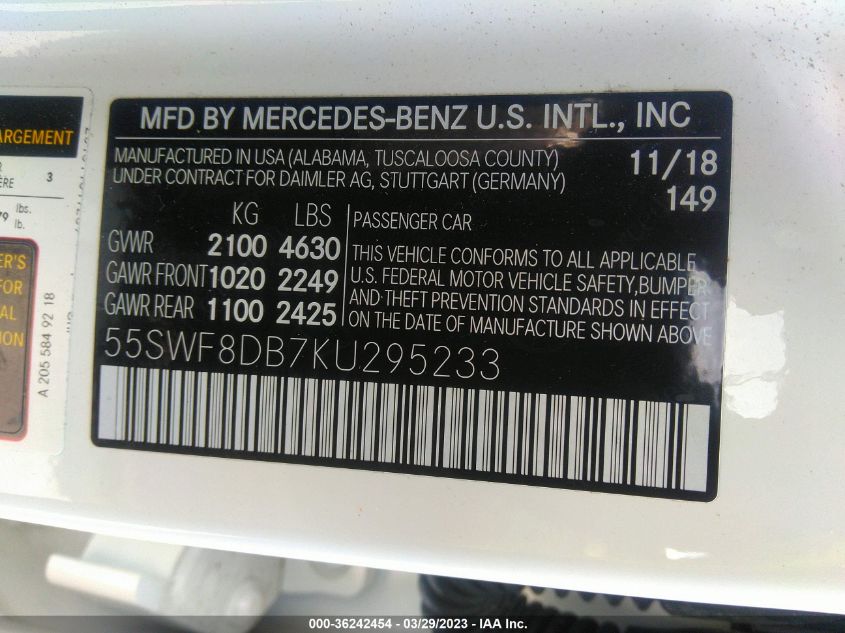 MFD BY MERCEDES-BENZ U.S. INTL., INC
MANUFACTURED IN USA (ALABAMA, TUSCALOOSA COUNTY)
UNDER CONTRACT FOR DAIMLER AG, STUTTGART (GERMANY)
11/18
149
KG LBS
GVWR 2100 4630
GAWR FRONT 1020 2249
GAWR REAR 1100 2425
PASSENGER CAR
THIS VEHICLE CONFORMS TO ALL APPLICABLE
U.S. FEDERAL MOTOR VEHICLE SAFETY,BUMPER
AND THEFT PREVENTION STANDARDS IN EFFECT
ON THE DATE OF MANUFACTURE SHOWN ABOVE
55SWF8DB7KU295233
ARGEMENT
3
lbs.
lb.
FOR
A 205 584 92 18
000-36242454 — 03/29/2023 — IAA Inc.